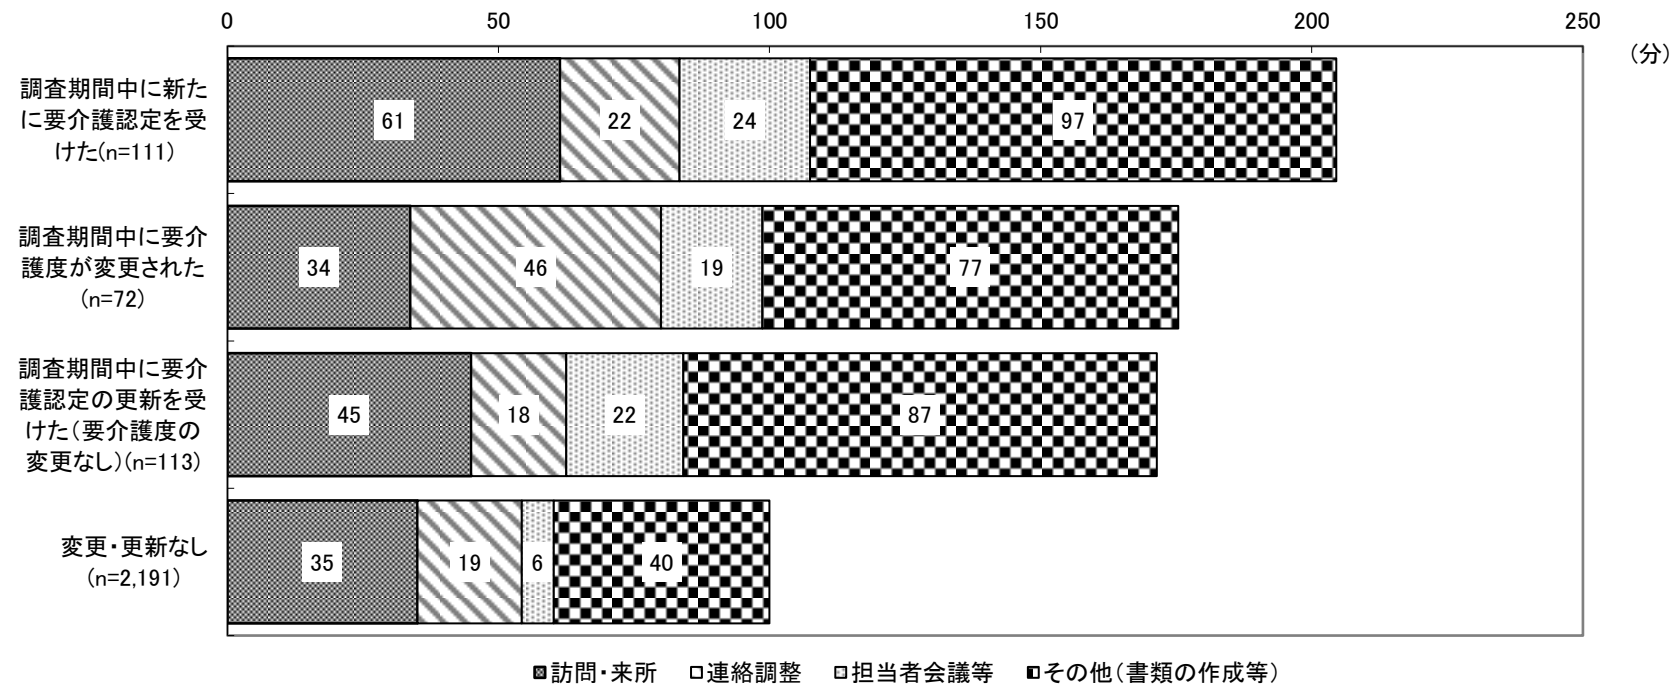 0 50 100 150 200 250
(分)
調査期間中に新た
に要介護認定を受
けた(n=111)
61 22 24 97
調査期間中に要介
護度が変更された
(n=72)
34 46 19 77
調査期間中に要介
護認定の更新を受
けた(要介護度の
変更なし)(n=113)
45 18 22 87
変更・更新なし
(n=2,191)
35 19 6 40
訪問・来所 連絡調整 担当者会議等 その他(書類の作成等)